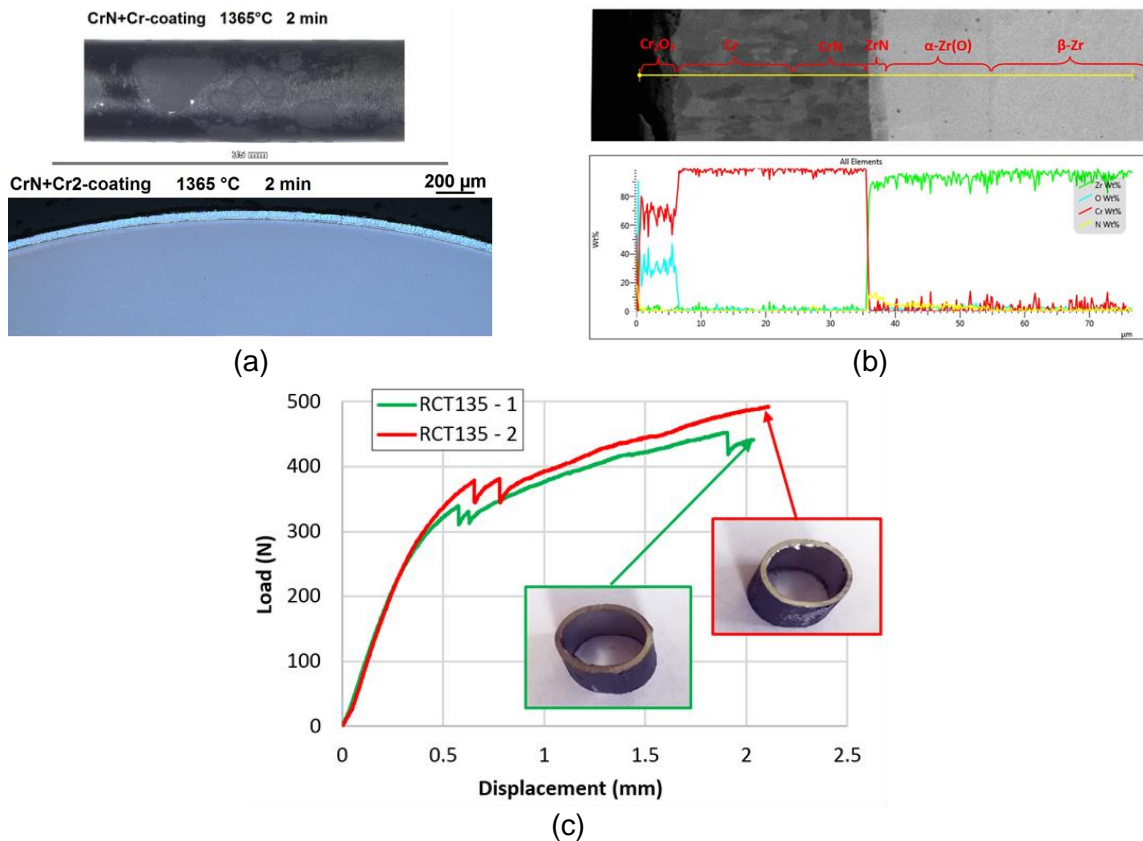 CrN+Cr-coating 1365°C 2 min
35 mm
CrN+Cr2-coating 1365 °C 2 min 200 µm
(a)
Cr₂O₃ Cr CrN ZrN α-Zr(O) β-Zr
All Elements
Wt%
80
60
40
20
0
Zr Wt%
O Wt%
Cr Wt%
N Wt%
0 10 20 30 40 50 60 70
µm
(b)
RCT135 - 1
RCT135 - 2
Load (N)
500
400
300
200
100
0
0 0.5 1 1.5 2 2.5
Displacement (mm)
(c)